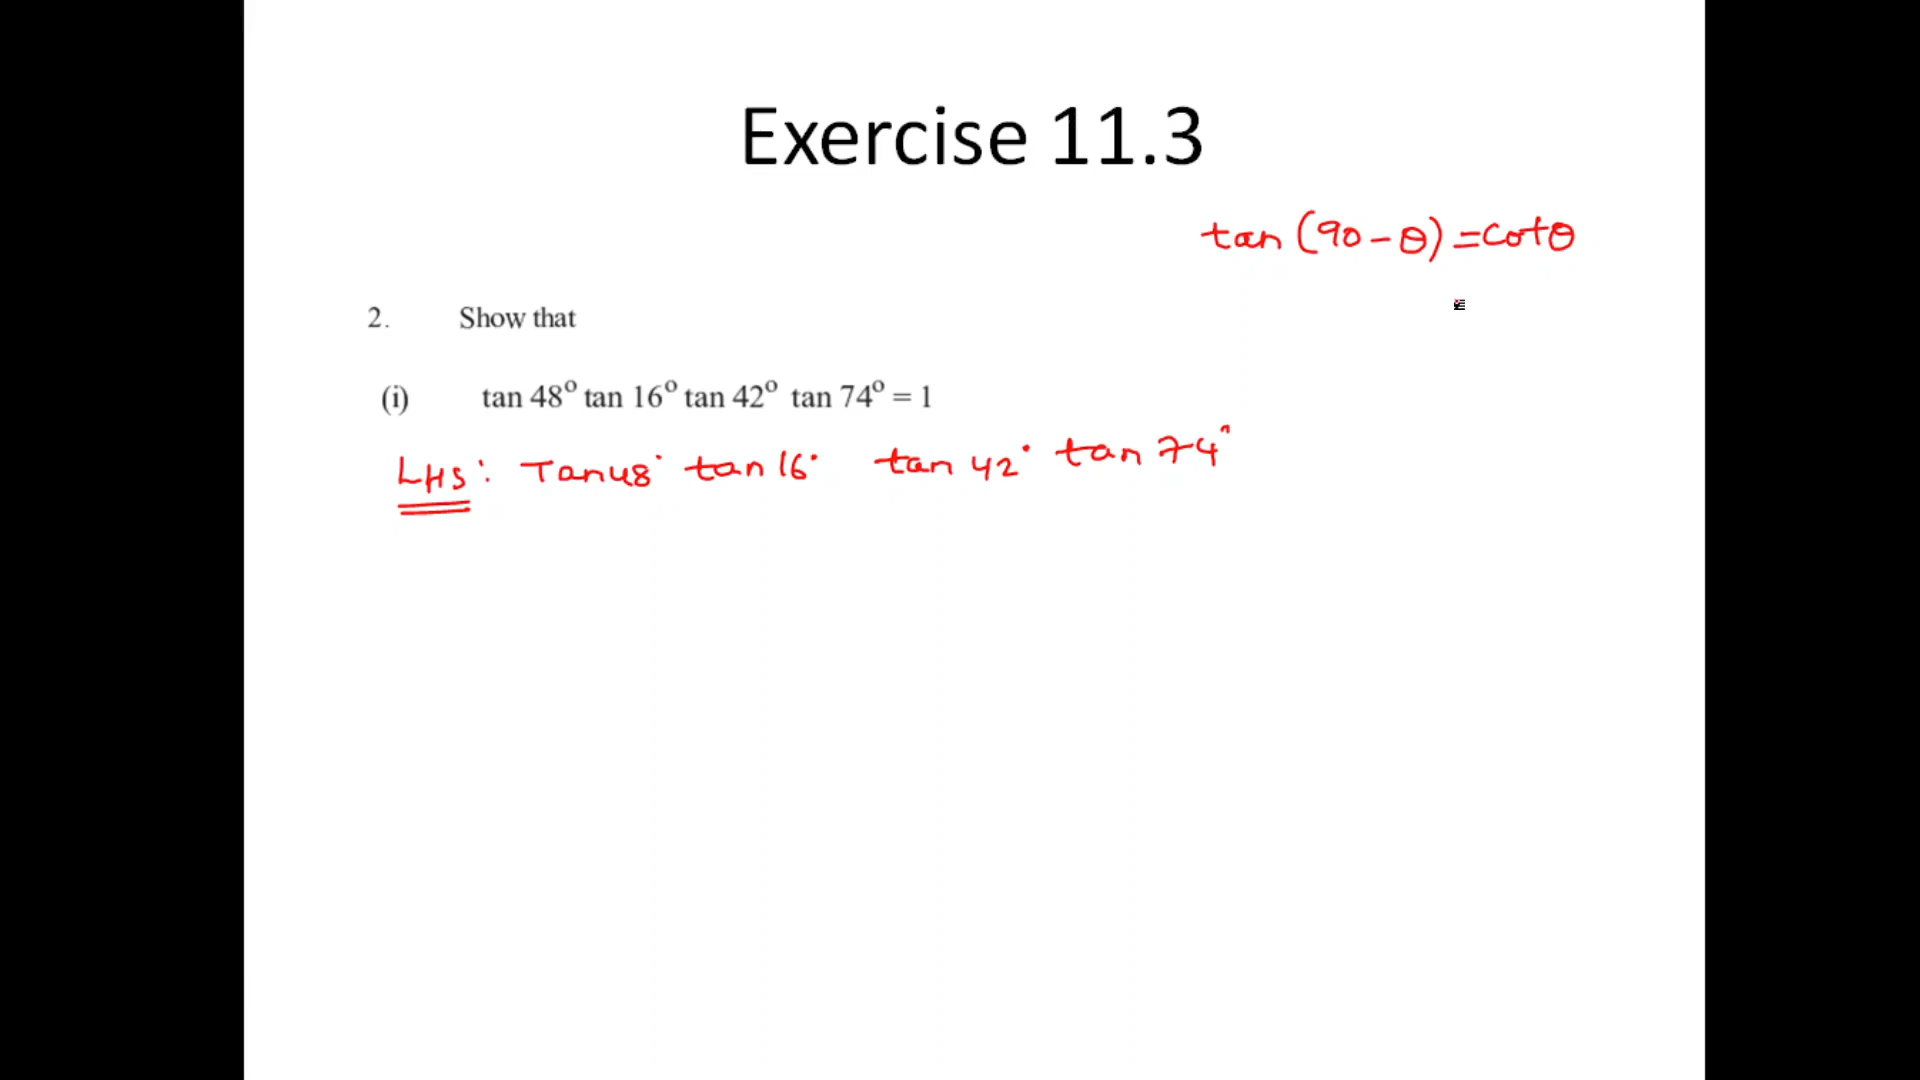 Exercise 11.3
tan (90 - θ) = cotθ
2. Show that
(i) tan 48° tan 16° tan 42° tan 74° = 1
LHS : Tan48° tan 16° tan 42° tan 74°